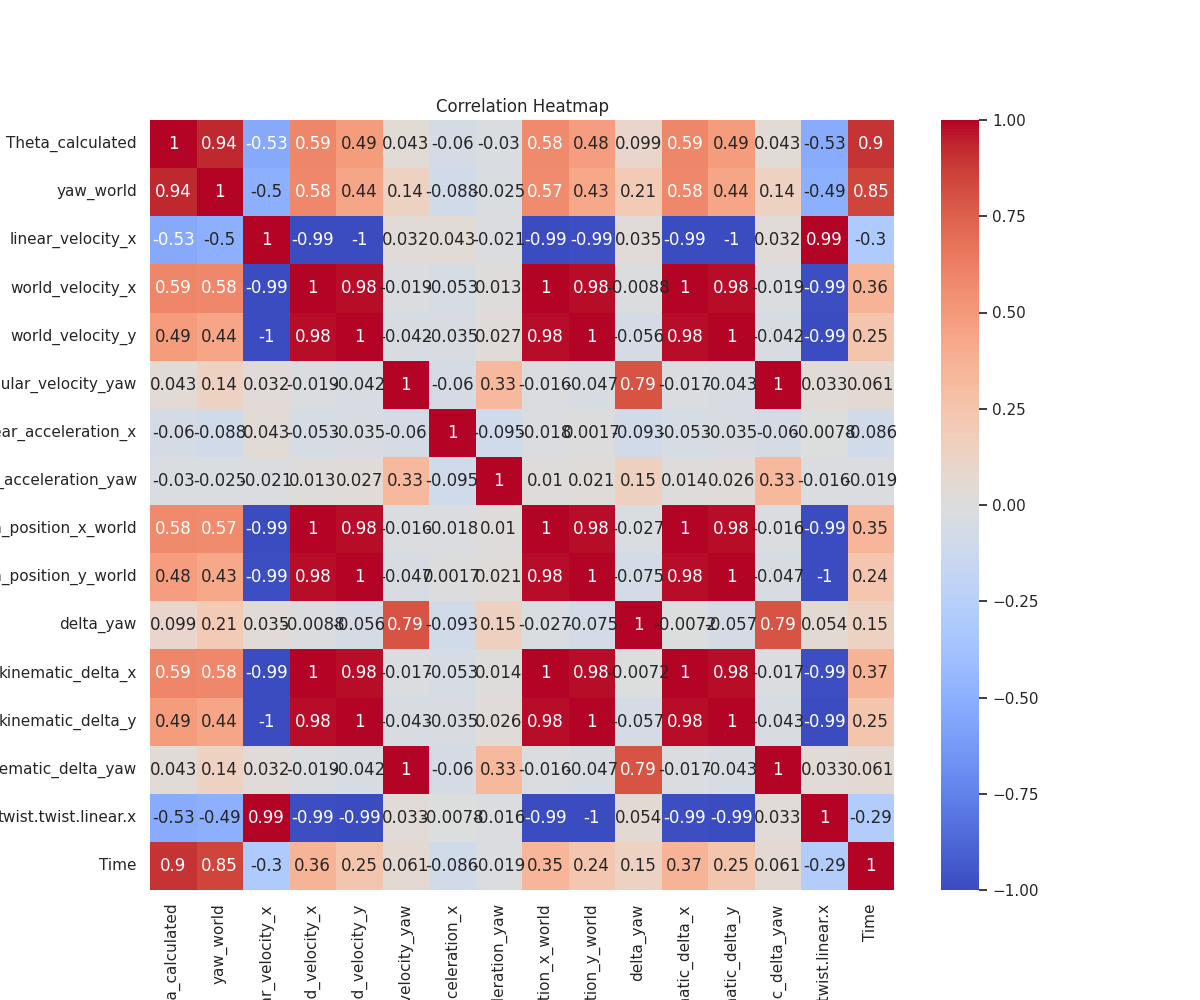 Correlation Heatmap
Theta_calculated 1 0.94 -0.53 0.59 0.49 0.043 -0.06 -0.03 0.58 0.48 0.099 0.59 0.49 0.043 -0.53 0.9
yaw_world 0.94 1 -0.5 0.58 0.44 0.14 -0.088 -0.025 0.57 0.43 0.21 0.58 0.44 0.14 -0.49 0.85
linear_velocity_x -0.53 -0.5 1 -0.99 -1 0.032 0.043 -0.021 -0.99 -0.99 0.035 -0.99 -1 0.032 0.99 -0.3
world_velocity_x 0.59 0.58 -0.99 1 0.98 -0.019 -0.053 0.013 1 0.98 -0.0088 1 0.98 -0.019 -0.99 0.36
world_velocity_y 0.49 0.44 -1 0.98 1 -0.042 -0.035 0.027 0.98 1 -0.056 0.98 1 -0.042 -0.99 0.25
ular_velocity_yaw 0.043 0.14 0.032 -0.019 -0.042 1 -0.06 0.33 -0.016 -0.047 0.79 -0.017 -0.043 1 0.033 0.061
ear_acceleration_x -0.06 -0.088 0.043 -0.053 -0.035 -0.06 1 -0.095 -0.018 0.0017 -0.093 -0.053 -0.035 -0.06 -0.0078 -0.086
_acceleration_yaw -0.03 -0.025 -0.021 0.013 0.027 0.33 -0.095 1 0.01 0.021 0.15 0.014 0.026 0.33 -0.016 -0.019
a_position_x_world 0.58 0.57 -0.99 1 0.98 -0.016 -0.018 0.01 1 0.98 -0.027 1 0.98 -0.016 -0.99 0.35
a_position_y_world 0.48 0.43 -0.99 0.98 1 -0.047 0.0017 0.021 0.98 1 -0.075 0.98 1 -0.047 -1 0.24
delta_yaw 0.099 0.21 0.035 -0.0088 -0.056 0.79 -0.093 0.15 -0.027 -0.075 1 -0.0072 -0.057 0.79 0.054 0.15
kinematic_delta_x 0.59 0.58 -0.99 1 0.98 -0.017 -0.053 0.014 1 0.98 0.0072 1 0.98 -0.017 -0.99 0.37
kinematic_delta_y 0.49 0.44 -1 0.98 1 -0.043 -0.035 0.026 0.98 1 -0.057 0.98 1 -0.043 -0.99 0.25
ematic_delta_yaw 0.043 0.14 0.032 -0.019 -0.042 1 -0.06 0.33 -0.016 -0.047 0.79 -0.017 -0.043 1 0.033 0.061
twist.twist.linear.x -0.53 -0.49 0.99 -0.99 -0.99 0.033 -0.0078 -0.016 -0.99 -1 0.054 -0.99 -0.99 0.033 1 -0.29
Time 0.9 0.85 -0.3 0.36 0.25 0.061 -0.086 -0.019 0.35 0.24 0.15 0.37 0.25 0.061 -0.29 1
a_calculated
yaw_world
ar_velocity_x
d_velocity_x
d_velocity_y
velocity_yaw
celeration_x
leration_yaw
tion_x_world
tion_y_world
delta_yaw
natic_delta_x
natic_delta_y
c_delta_yaw
twist.linear.x
Time
1.00
0.75
0.50
0.25
0.00
−0.25
−0.50
−0.75
−1.00